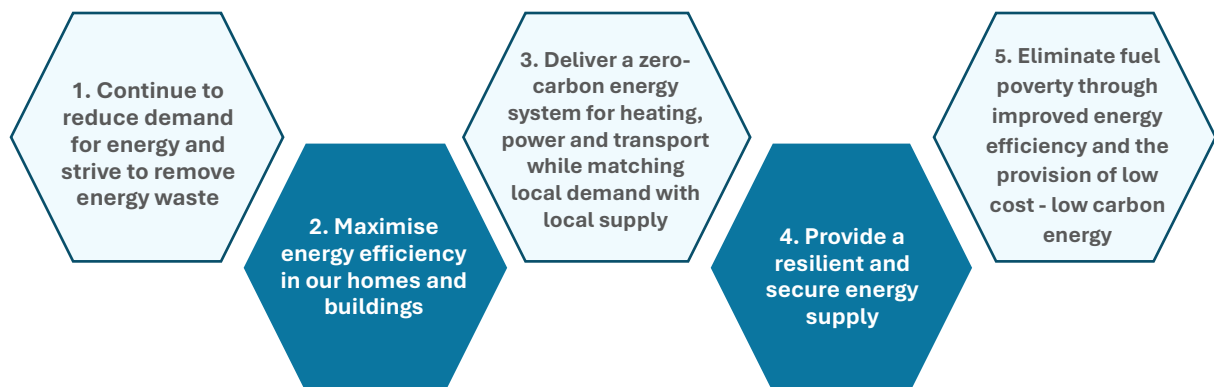 1. Continue to
reduce demand
for energy and
strive to remove
energy waste
2. Maximise
energy efficiency
in our homes and
buildings
3. Deliver a zero-
carbon energy
system for heating,
power and transport
while matching
local demand with
local supply
4. Provide a
resilient and
secure energy
supply
5. Eliminate fuel
poverty through
improved energy
efficiency and the
provision of low
cost - low carbon
energy